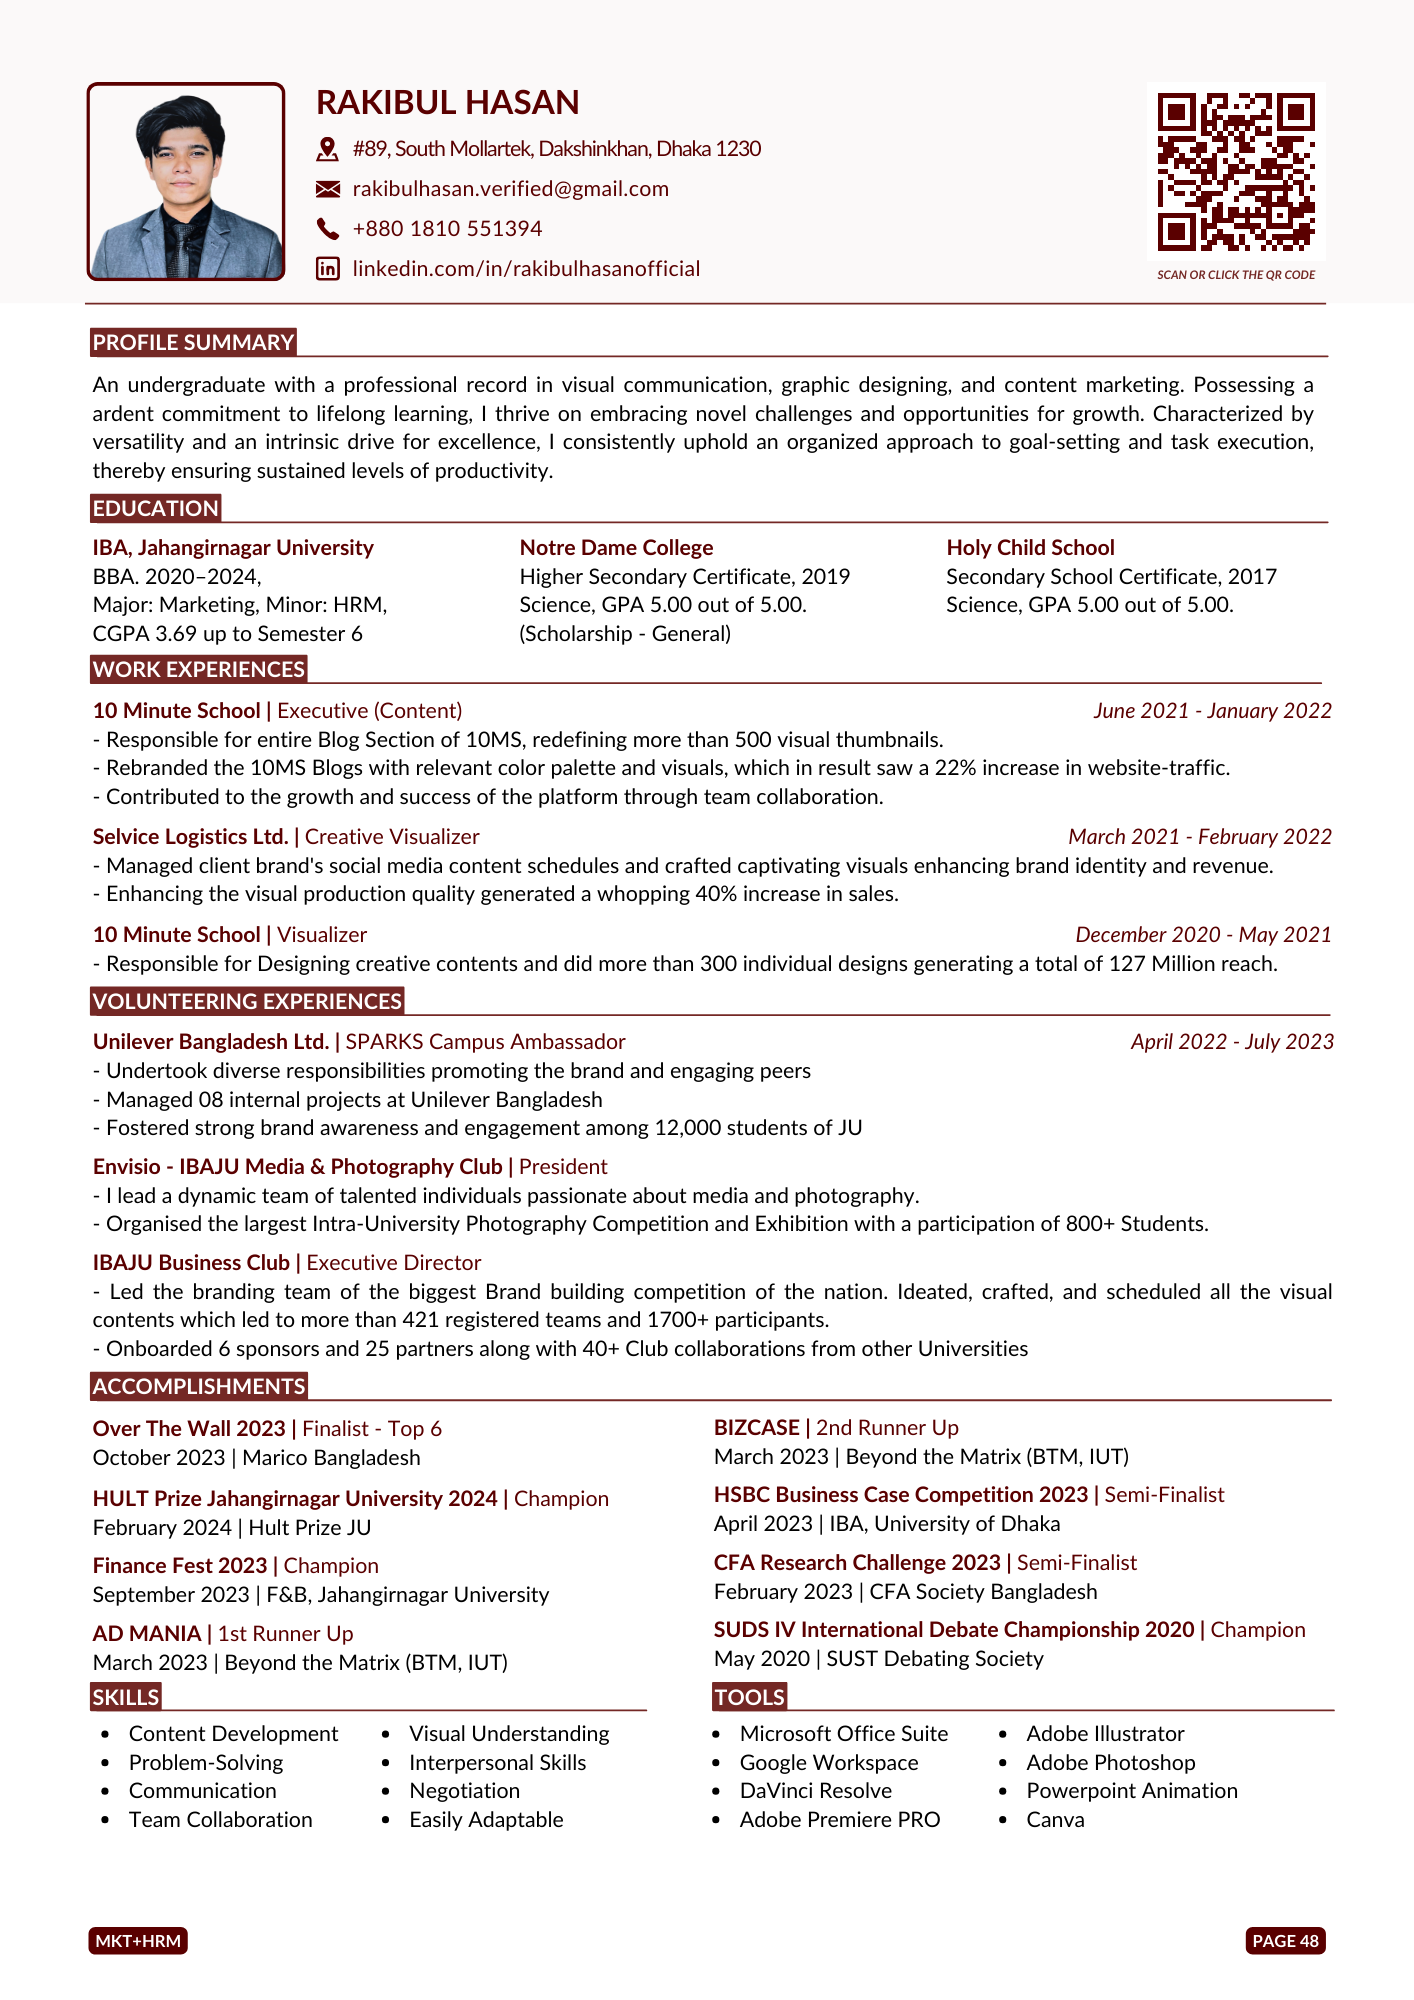 RAKIBUL HASAN
#89, South Mollartek, Dakshinkhan, Dhaka 1230
rakibulhasan.verified@gmail.com
+880 1810 551394
linkedin.com/in/rakibulhasanofficial
SCAN OR CLICK THE QR CODE
PROFILE SUMMARY
An undergraduate with a professional record in visual communication, graphic designing, and content marketing. Possessing a
ardent commitment to lifelong learning, I thrive on embracing novel challenges and opportunities for growth. Characterized by
versatility and an intrinsic drive for excellence, I consistently uphold an organized approach to goal-setting and task execution,
thereby ensuring sustained levels of productivity.
EDUCATION
IBA, Jahangirnagar University
BBA. 2020–2024,
Major: Marketing, Minor: HRM,
CGPA 3.69 up to Semester 6
Notre Dame College
Higher Secondary Certificate, 2019
Science, GPA 5.00 out of 5.00.
(Scholarship - General)
Holy Child School
Secondary School Certificate, 2017
Science, GPA 5.00 out of 5.00.
WORK EXPERIENCES
10 Minute School | Executive (Content) June 2021 - January 2022
- Responsible for entire Blog Section of 10MS, redefining more than 500 visual thumbnails.
- Rebranded the 10MS Blogs with relevant color palette and visuals, which in result saw a 22% increase in website-traffic.
- Contributed to the growth and success of the platform through team collaboration.
Selvice Logistics Ltd. | Creative Visualizer March 2021 - February 2022
- Managed client brand's social media content schedules and crafted captivating visuals enhancing brand identity and revenue.
- Enhancing the visual production quality generated a whopping 40% increase in sales.
10 Minute School | Visualizer December 2020 - May 2021
- Responsible for Designing creative contents and did more than 300 individual designs generating a total of 127 Million reach.
VOLUNTEERING EXPERIENCES
Unilever Bangladesh Ltd. | SPARKS Campus Ambassador April 2022 - July 2023
- Undertook diverse responsibilities promoting the brand and engaging peers
- Managed 08 internal projects at Unilever Bangladesh
- Fostered strong brand awareness and engagement among 12,000 students of JU
Envisio - IBAJU Media & Photography Club | President
- I lead a dynamic team of talented individuals passionate about media and photography.
- Organised the largest Intra-University Photography Competition and Exhibition with a participation of 800+ Students.
IBAJU Business Club | Executive Director
- Led the branding team of the biggest Brand building competition of the nation. Ideated, crafted, and scheduled all the visual
contents which led to more than 421 registered teams and 1700+ participants.
- Onboarded 6 sponsors and 25 partners along with 40+ Club collaborations from other Universities
ACCOMPLISHMENTS
Over The Wall 2023 | Finalist - Top 6
October 2023 | Marico Bangladesh
HULT Prize Jahangirnagar University 2024 | Champion
February 2024 | Hult Prize JU
Finance Fest 2023 | Champion
September 2023 | F&B, Jahangirnagar University
AD MANIA | 1st Runner Up
March 2023 | Beyond the Matrix (BTM, IUT)
BIZCASE | 2nd Runner Up
March 2023 | Beyond the Matrix (BTM, IUT)
HSBC Business Case Competition 2023 | Semi-Finalist
April 2023 | IBA, University of Dhaka
CFA Research Challenge 2023 | Semi-Finalist
February 2023 | CFA Society Bangladesh
SUDS IV International Debate Championship 2020 | Champion
May 2020 | SUST Debating Society
SKILLS
• Content Development
• Problem-Solving
• Communication
• Team Collaboration
• Visual Understanding
• Interpersonal Skills
• Negotiation
• Easily Adaptable
TOOLS
• Microsoft Office Suite
• Google Workspace
• DaVinci Resolve
• Adobe Premiere PRO
• Adobe Illustrator
• Adobe Photoshop
• Powerpoint Animation
• Canva
MKT+HRM
PAGE 48